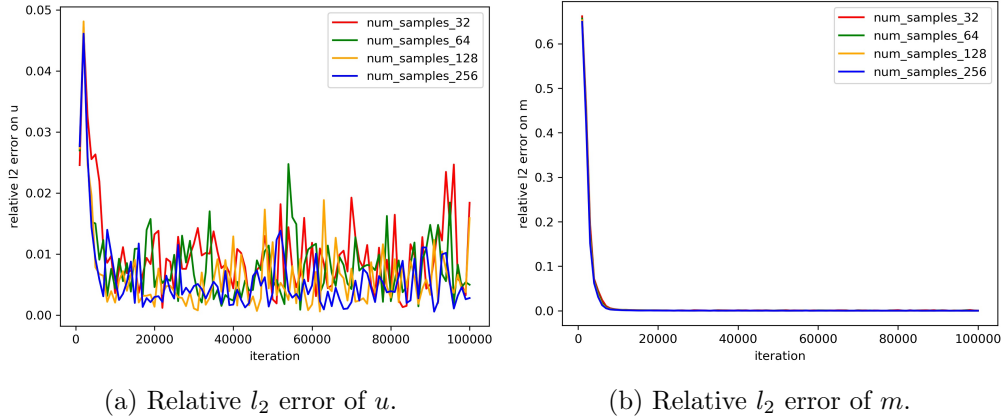 0.05
0.04
0.03
0.02
0.01
0.00
relative l2 error on u
num_samples_32
num_samples_64
num_samples_128
num_samples_256
0
20000
40000
60000
80000
100000
iteration
(a) Relative l₂ error of u.
0.6
0.5
0.4
0.3
0.2
0.1
0.0
relative l2 error on m
num_samples_32
num_samples_64
num_samples_128
num_samples_256
0
20000
40000
60000
80000
100000
iteration
(b) Relative l₂ error of m.